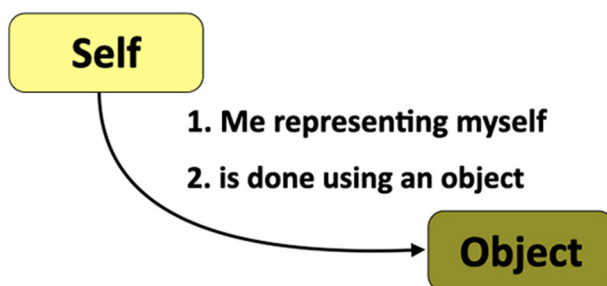 Self
1. Me representing myself
2. is done using an object
Object